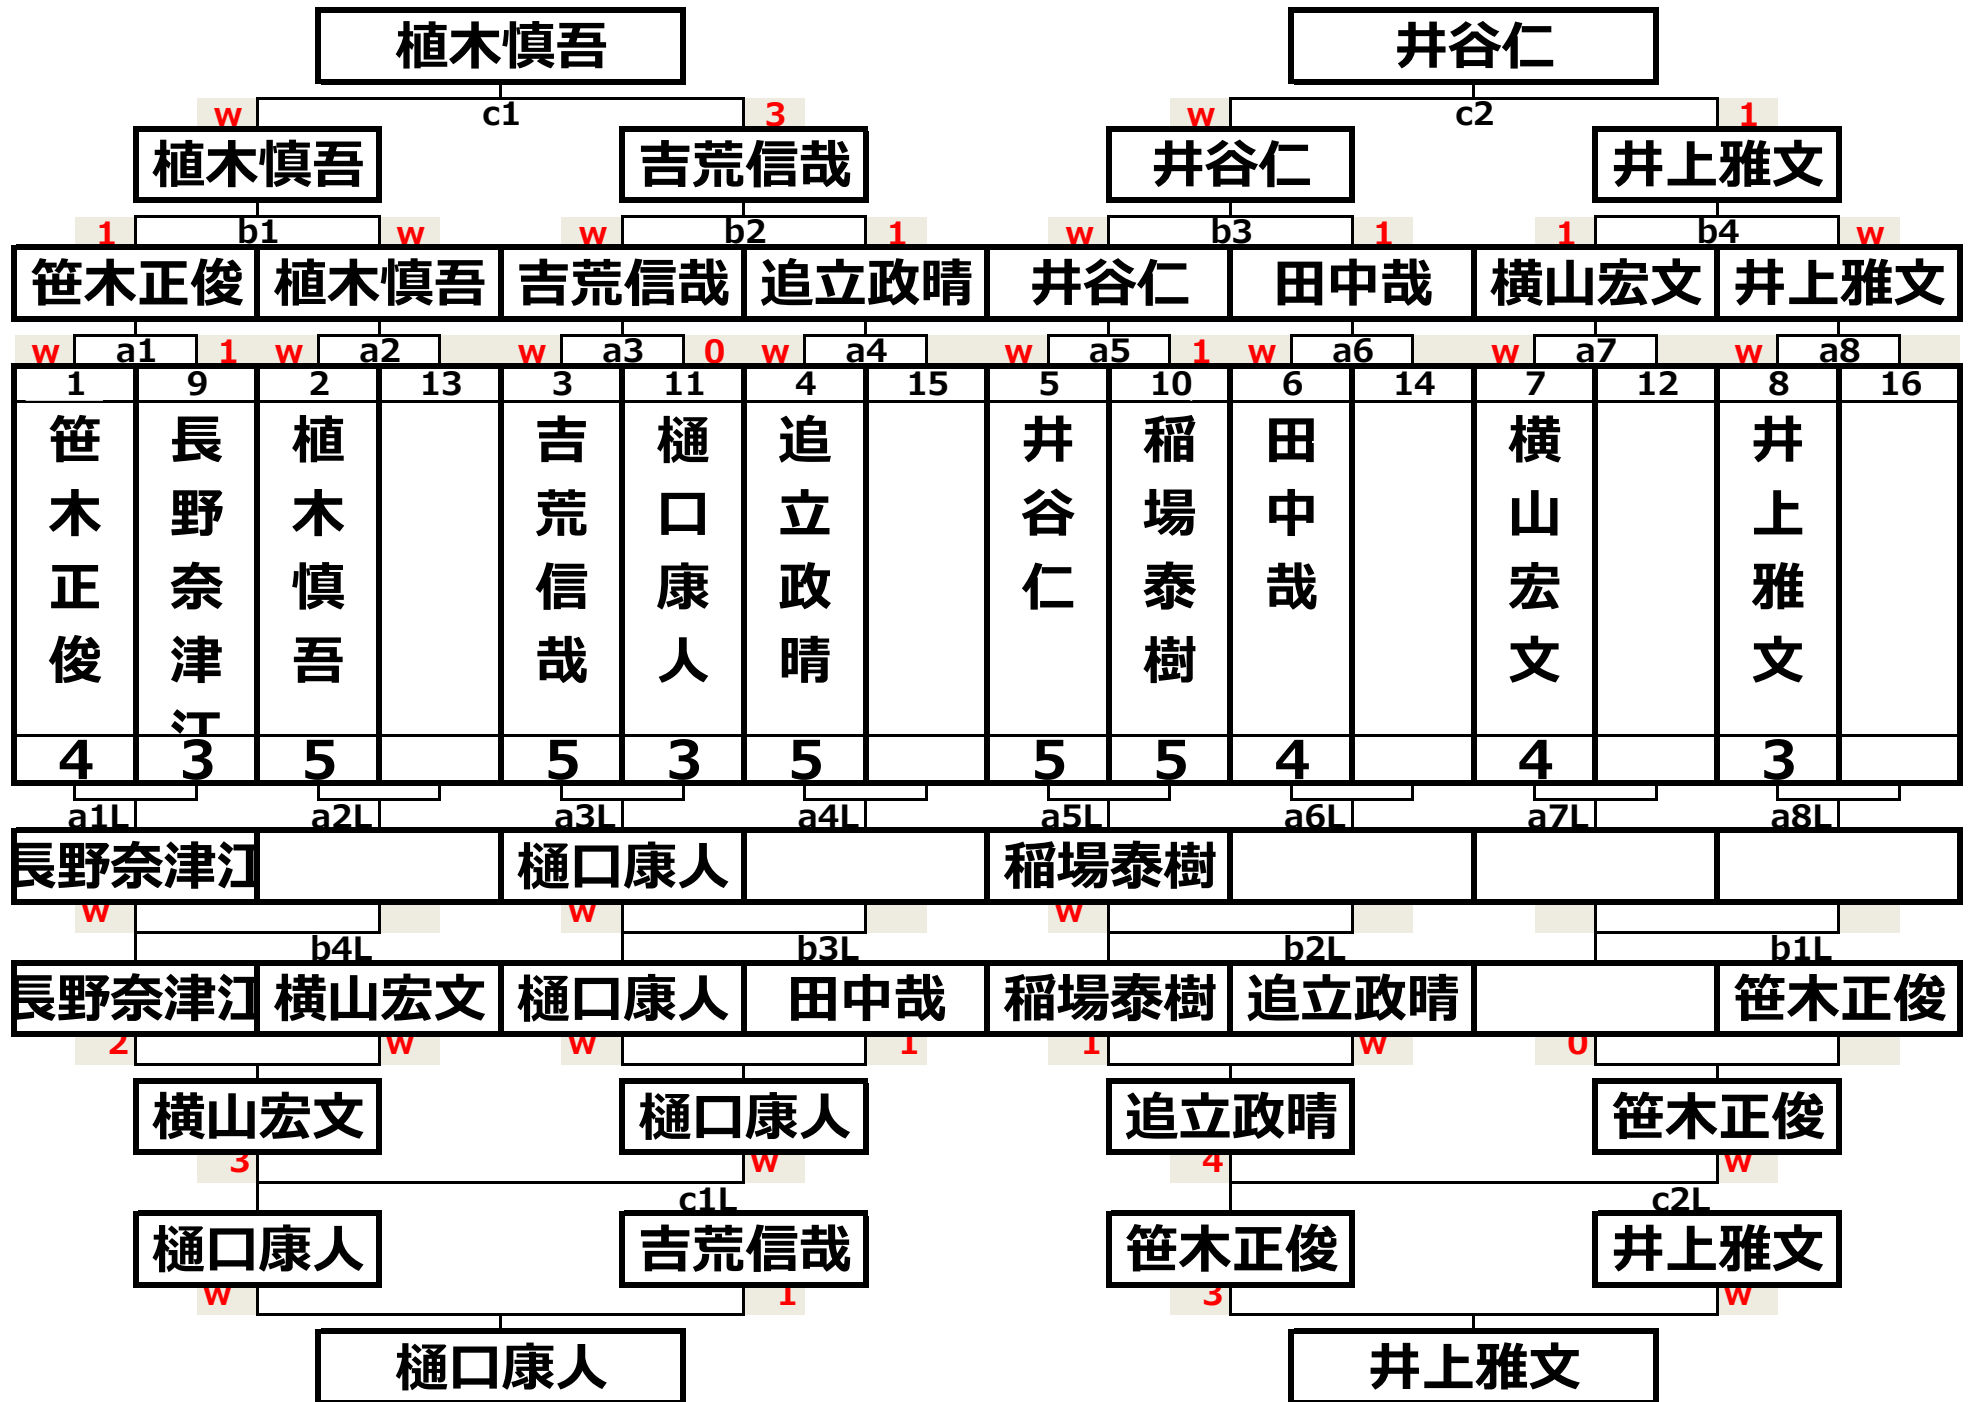 植木慎吾 井谷仁
w c1 3 w c2 1
植木慎吾 吉荒信哉 井谷仁 井上雅文
1 b1 w w b2 1 w b3 1 1 b4 w
笹木正俊 植木慎吾 吉荒信哉 追立政晴 井谷仁 田中哉 横山宏文 井上雅文
w a1 1 w a2 w a3 0 w a4 w a5 1 w a6 w a7 w a8
1 9 2 13 3 11 4 15 5 10 6 14 7 12 8 16
笹木正俊
長野奈津江
植木慎吾
吉荒信哉
樋口康人
追立政晴
井谷仁
稲場泰樹
田中哉
横山宏文
井上雅文
4 3 5 5 3 5 5 5 4 4 3
a1L a2L a3L a4L a5L a6L a7L a8L
長野奈津江 樋口康人 稲場泰樹
w w w
b4L b3L b2L b1L
長野奈津江 横山宏文 樋口康人 田中哉 稲場泰樹 追立政晴 笹木正俊
2 w w 1 1 w 0
横山宏文 樋口康人 追立政晴 笹木正俊
3 w 4 w
c1L c2L
樋口康人 吉荒信哉 笹木正俊 井上雅文
w 1 3 w
樋口康人 井上雅文